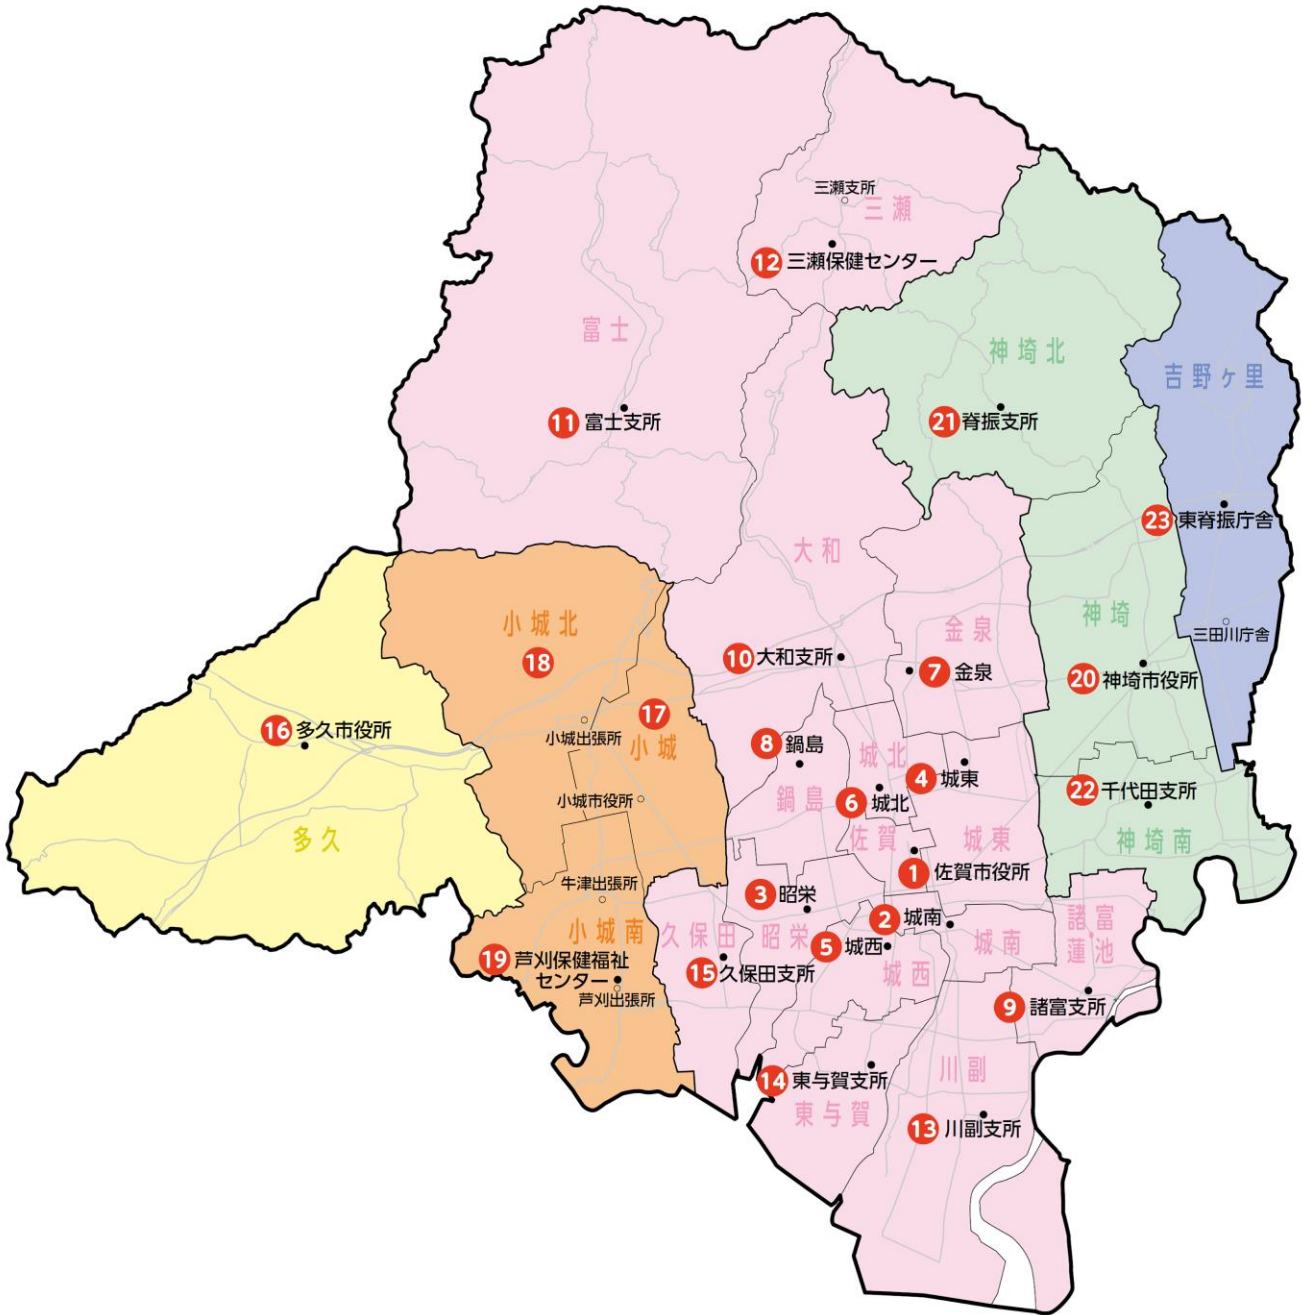 三瀬支所
三瀬
12 三瀬保健センター
富士
神埼北
吉野ヶ里
11 富士支所
21 脊振支所
23 東脊振庁舎
大和
神埼
小城北
金泉
三田川庁舎
18
10 大和支所
7 金泉
20 神埼市役所
17
16 多久市役所
小城出張所
小城
8 鍋島
城北
4 城東
鍋島
6 城北
22 千代田支所
小城市役所
多久
佐賀
城東
神埼南
1 佐賀市役所
牛津出張所
3 昭栄
2 城南
諸富
蓮池
小城南
久保田
昭栄
5 城西
城南
19 芦刈保健福祉
センター
芦刈出張所
15 久保田支所
城西
9 諸富支所
14 東与賀支所
川副
東与賀
13 川副支所